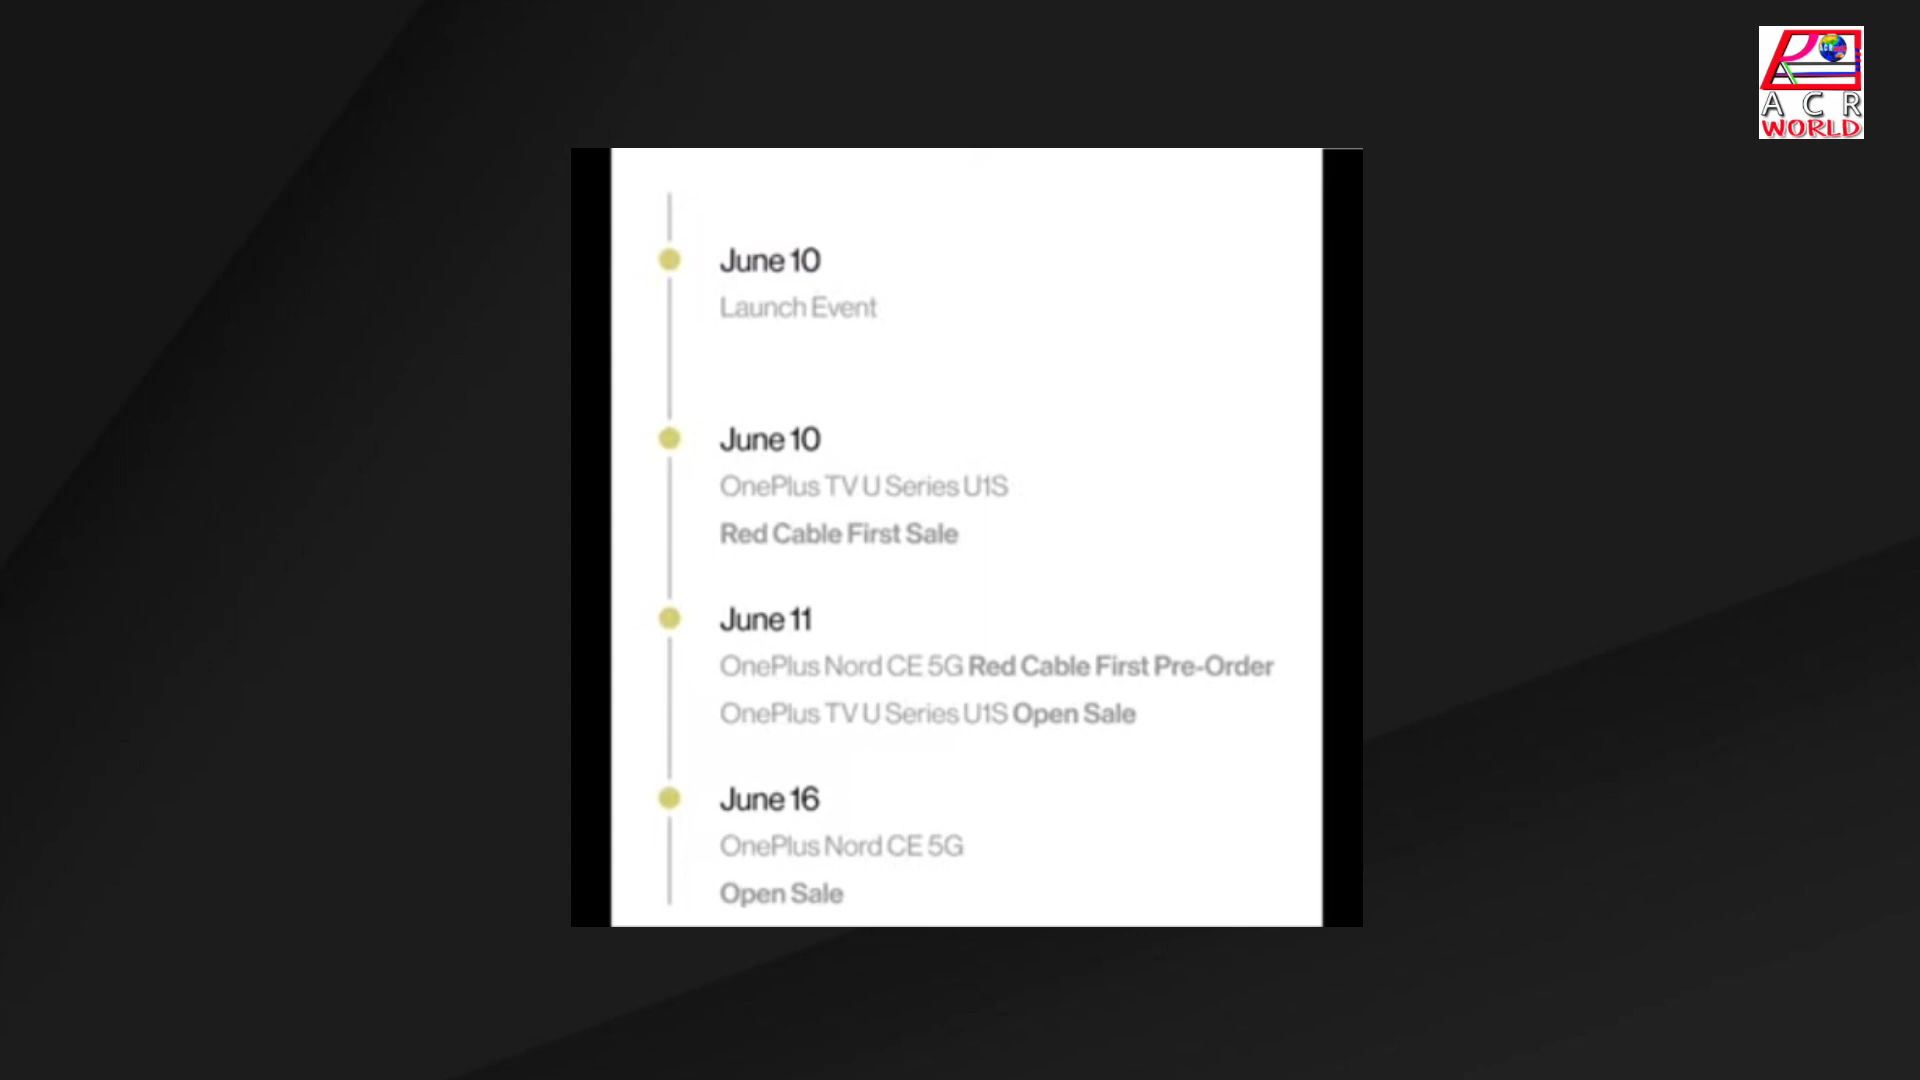 ACR
WORLD
June 10
Launch Event
June 10
OnePlus TV U Series U1S
Red Cable First Sale
June 11
OnePlus Nord CE 5G Red Cable First Pre-Order
OnePlus TV U Series U1S Open Sale
June 16
OnePlus Nord CE 5G
Open Sale